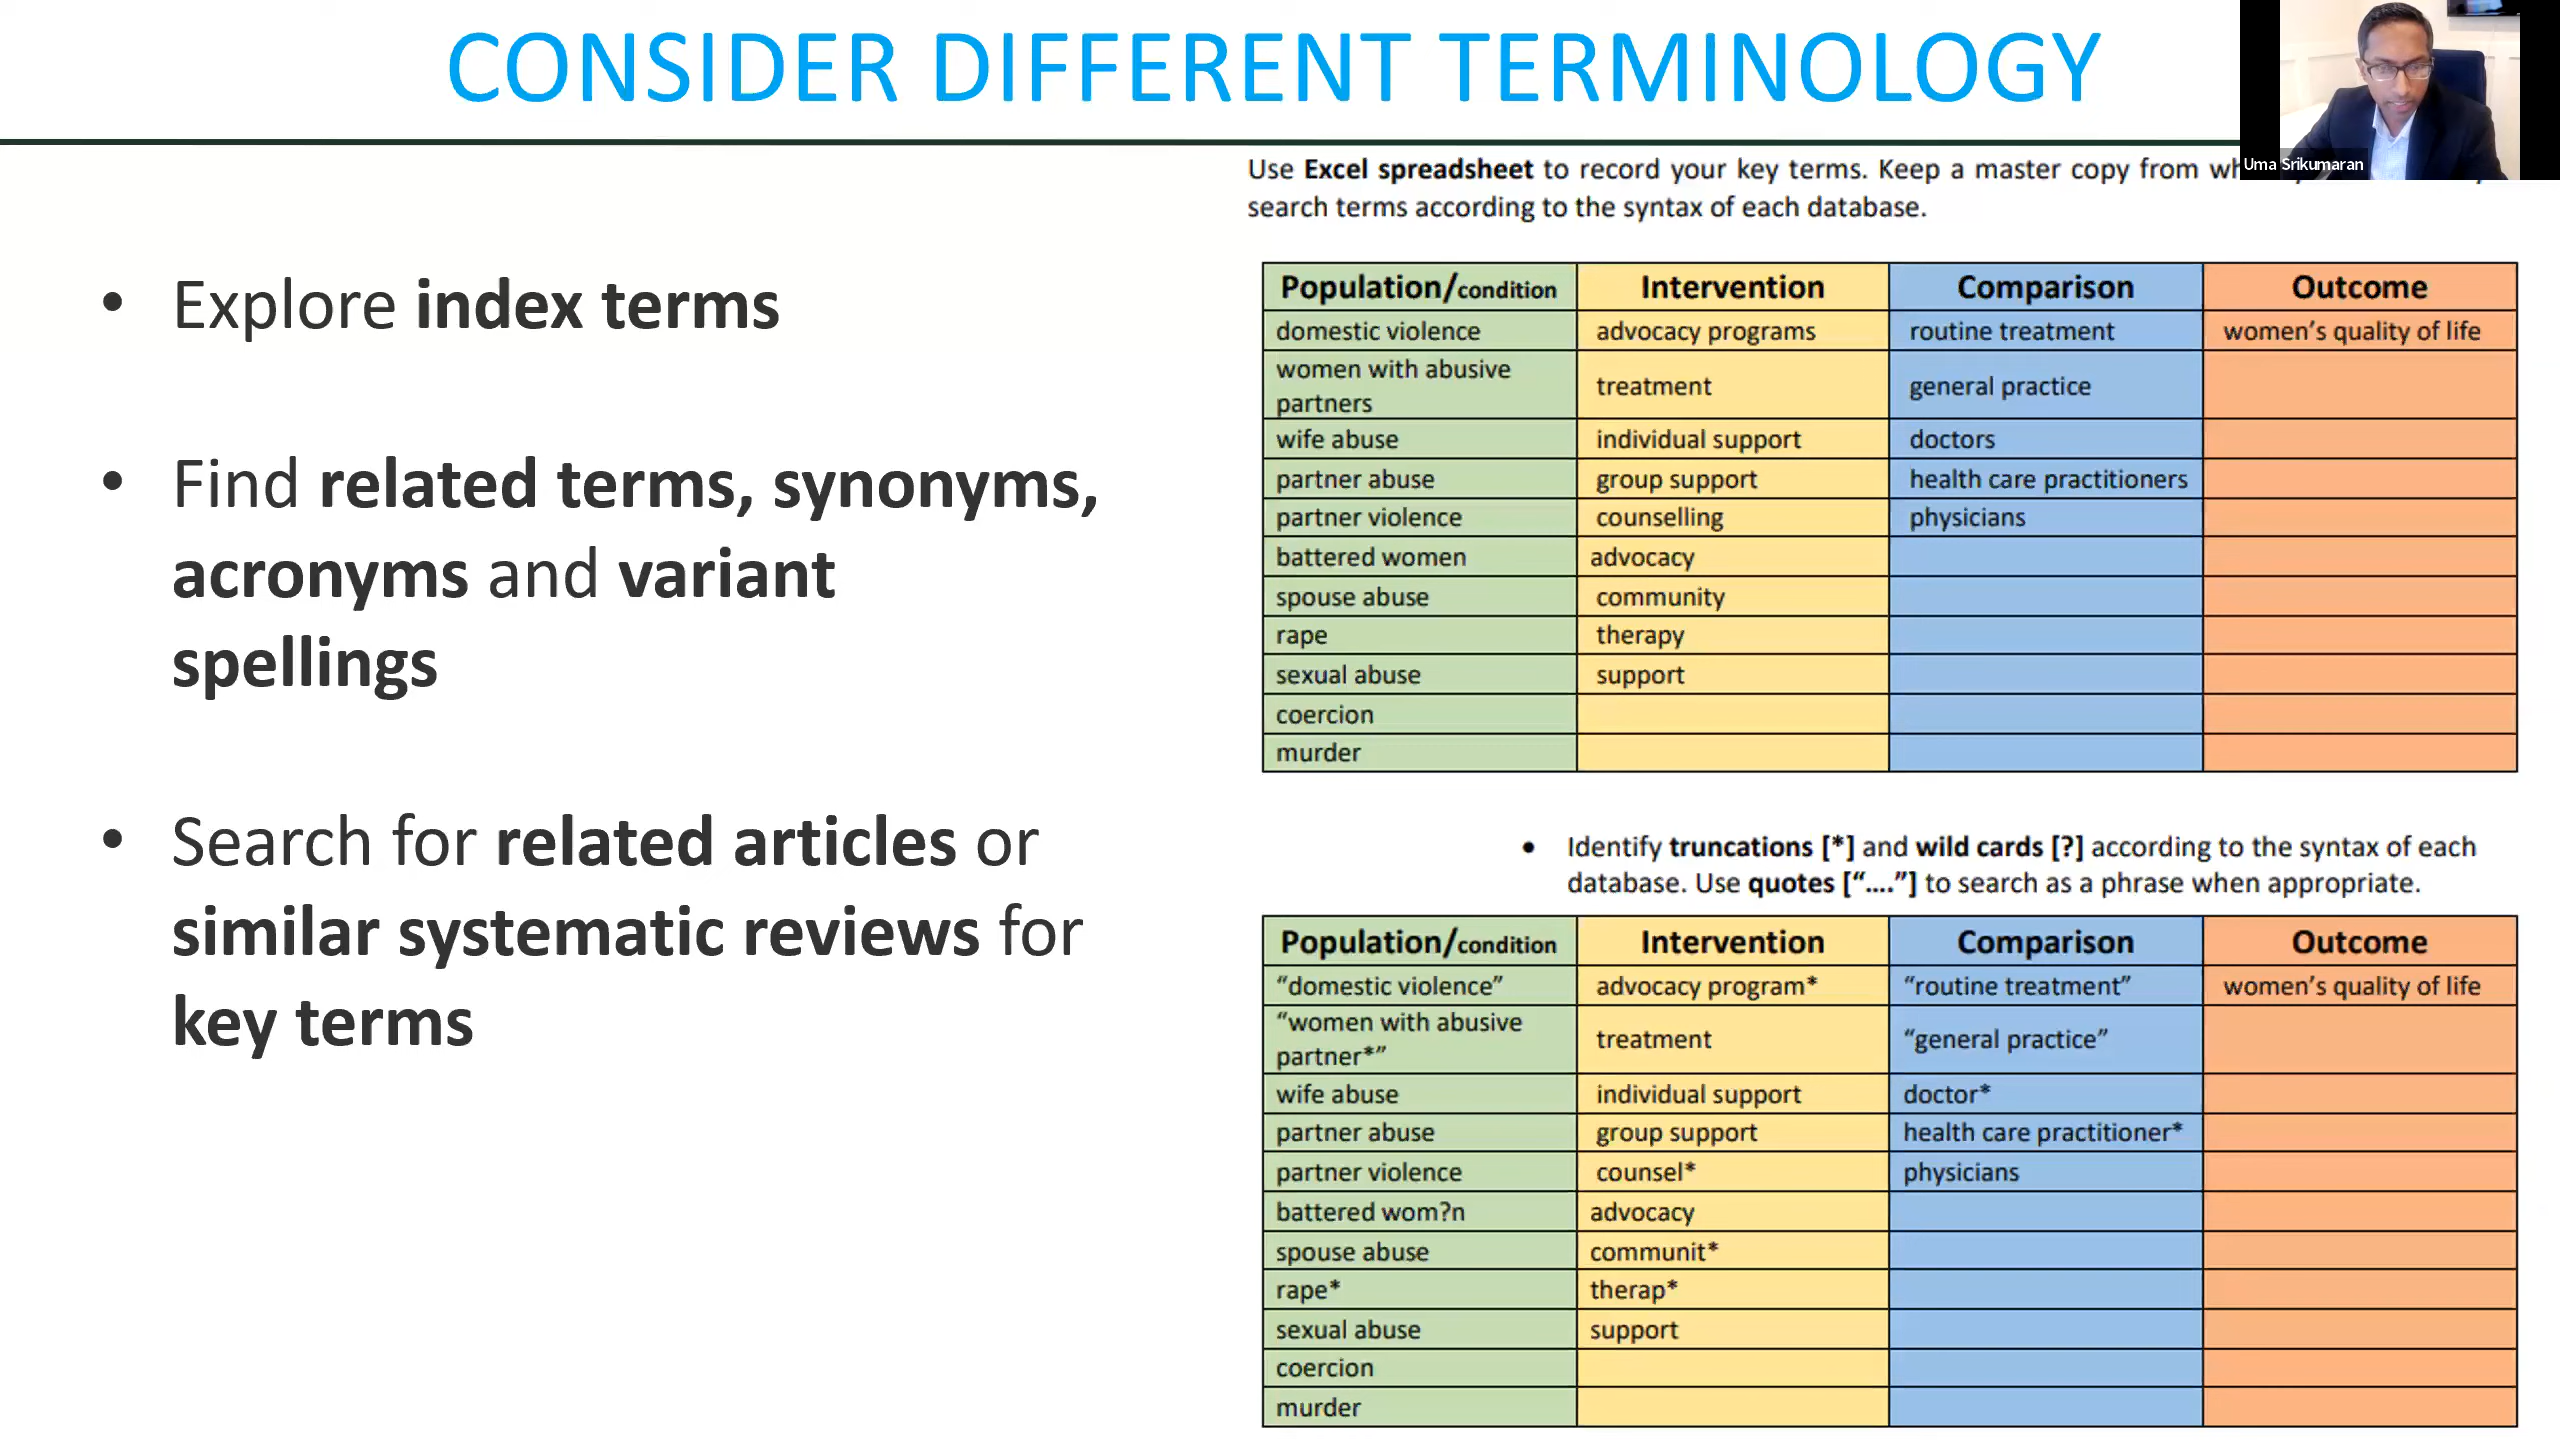 CONSIDER DIFFERENT TERMINOLOGY
Uma Srikumaran
• Explore index terms
• Find related terms, synonyms,
acronyms and variant
spellings
• Search for related articles or
similar systematic reviews for
key terms
Use Excel spreadsheet to record your key terms. Keep a master copy from
search terms according to the syntax of each database.
Population/condition Intervention Comparison Outcome
domestic violence advocacy programs routine treatment women’s quality of life
women with abusive
partners treatment general practice
wife abuse individual support doctors
partner abuse group support health care practitioners
partner violence counselling physicians
battered women advocacy
spouse abuse community
rape therapy
sexual abuse support
coercion
murder
• Identify truncations [*] and wild cards [?] according to the syntax of each
database. Use quotes [“....”] to search as a phrase when appropriate.
Population/condition Intervention Comparison Outcome
“domestic violence” advocacy program* “routine treatment” women’s quality of life
“women with abusive
partner*” treatment “general practice”
wife abuse individual support doctor*
partner abuse group support health care practitioner*
partner violence counsel* physicians
battered wom?n advocacy
spouse abuse communit*
rape* therap*
sexual abuse support
coercion
murder